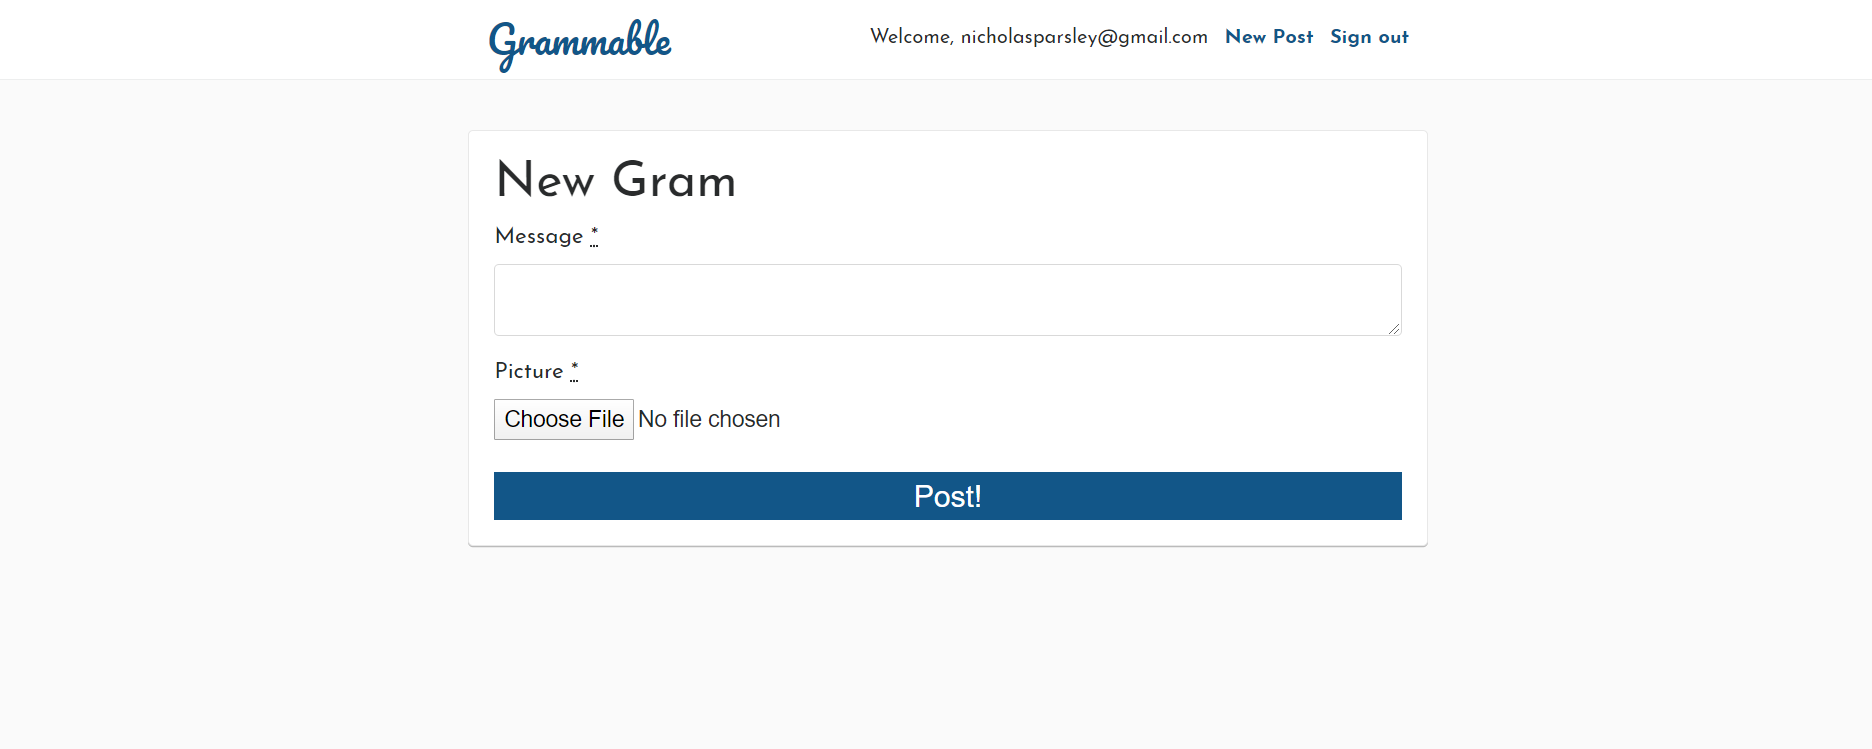 Grammable
Welcome, nicholasparsley@gmail.com New Post Sign out
New Gram
Message *
Picture *
Choose File No file chosen
Post!